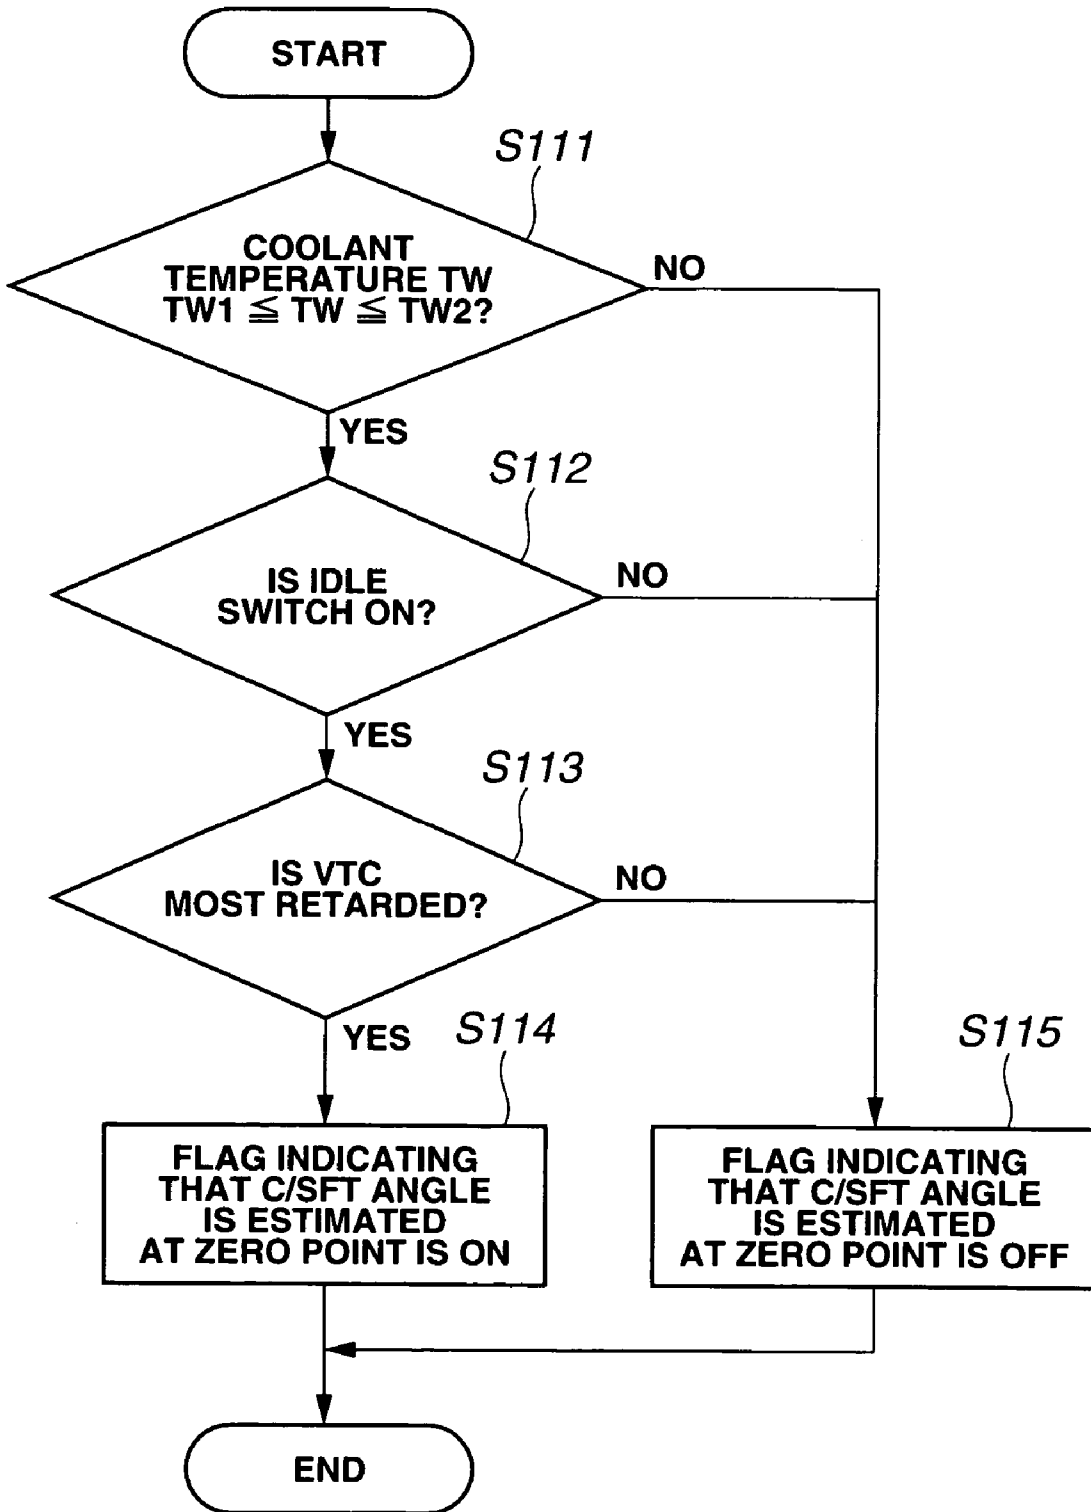 START
S111
COOLANT
TEMPERATURE TW
TW1 ≦ TW ≦ TW2?
NO
YES
S112
IS IDLE
SWITCH ON?
NO
YES
S113
IS VTC
MOST RETARDED?
NO
YES
S114
FLAG INDICATING
THAT C/SFT ANGLE
IS ESTIMATED
AT ZERO POINT IS ON
S115
FLAG INDICATING
THAT C/SFT ANGLE
IS ESTIMATED
AT ZERO POINT IS OFF
END